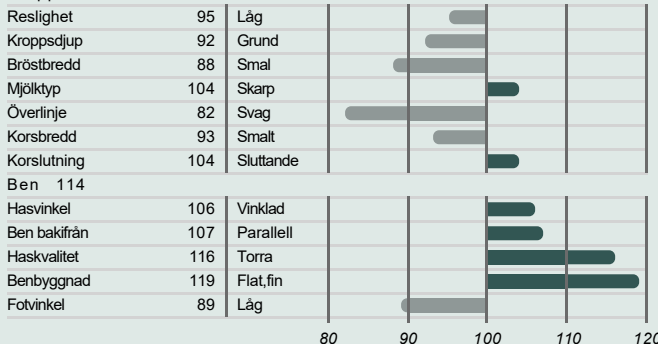 Reslighet 95 Låg
Kroppsdjup 92 Grund
Bröstbredd 88 Smal
Mjölktyp 104 Skarp
Överlinje 82 Svag
Korsbredd 93 Smalt
Korslutning 104 Sluttande
Ben 114
Hasvinkel 106 Vinklad
Ben bakifrån 107 Parallell
Haskvalitet 116 Torra
Benbyggnad 119 Flat,fin
Fotvinkel 89 Låg
80 90 100 110 120